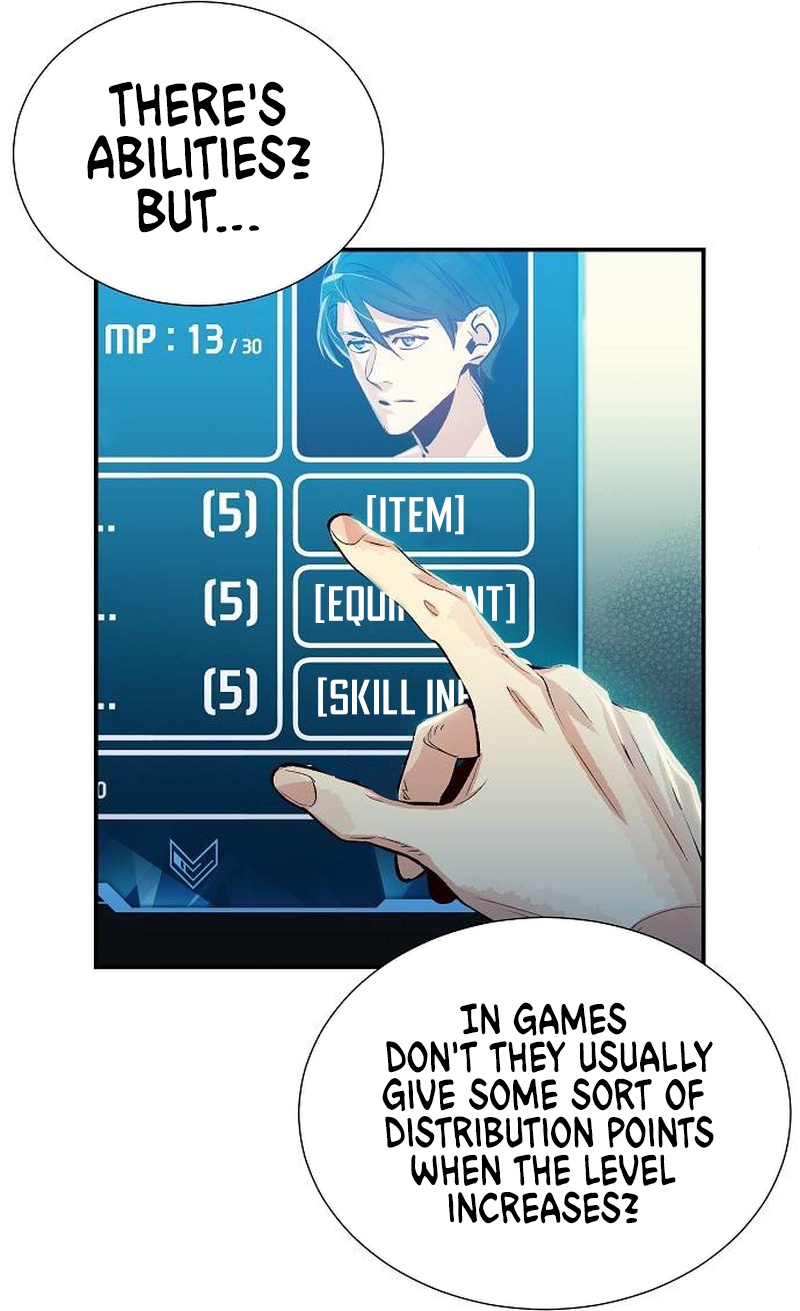 THERE'S
ABILITIES?
BUT...
MP : 13 / 30
.. (5) [ITEM]
.. (5)
.. (5) [SKILL
0
IN GAMES
DON'T THEY USUALLY
GIVE SOME SORT OF
DISTRIBUTION POINTS
WHEN THE LEVEL
INCREASES?